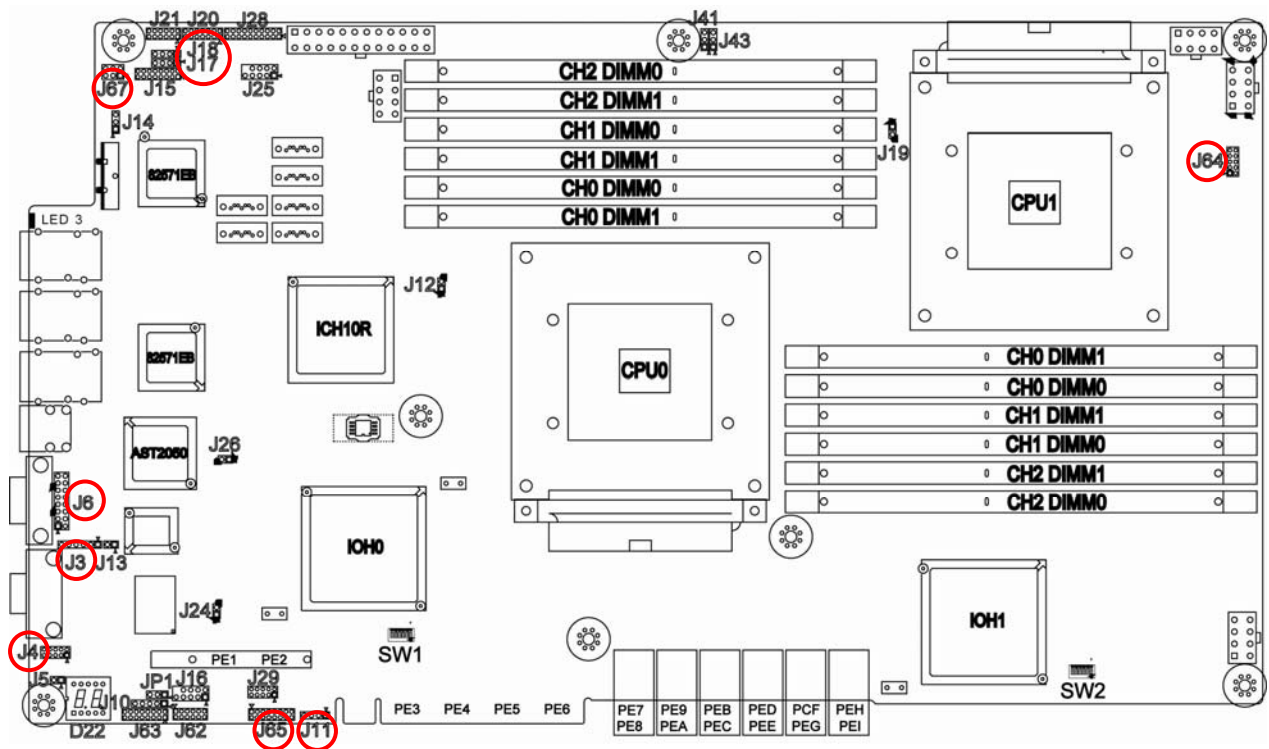 J21 J20 J28
J41
J43
J18
J17
J67 J15 J25
J14
CH2 DIMM0
CH2 DIMM1
CH1 DIMM0
CH1 DIMM1
CH0 DIMM0
CH0 DIMM1
J19
J64
82571EB
CPU1
LED 3
J12
ICH10R
82571EB
CPU0
CH0 DIMM1
CH0 DIMM0
CH1 DIMM1
CH1 DIMM0
CH2 DIMM1
CH2 DIMM0
AST2050
J26
J6
IOH0
J3 J13
J24
IOH1
J4
SW1
PE1 PE2
J5
JP1 J16 J29
SW2
J10
D22 J63 J62 J65 J11
PE3 PE4 PE5 PE6
PE7 PE9 PEB PED PCF PEH
PE8 PEA PEC PEE PEG PEI
8.8